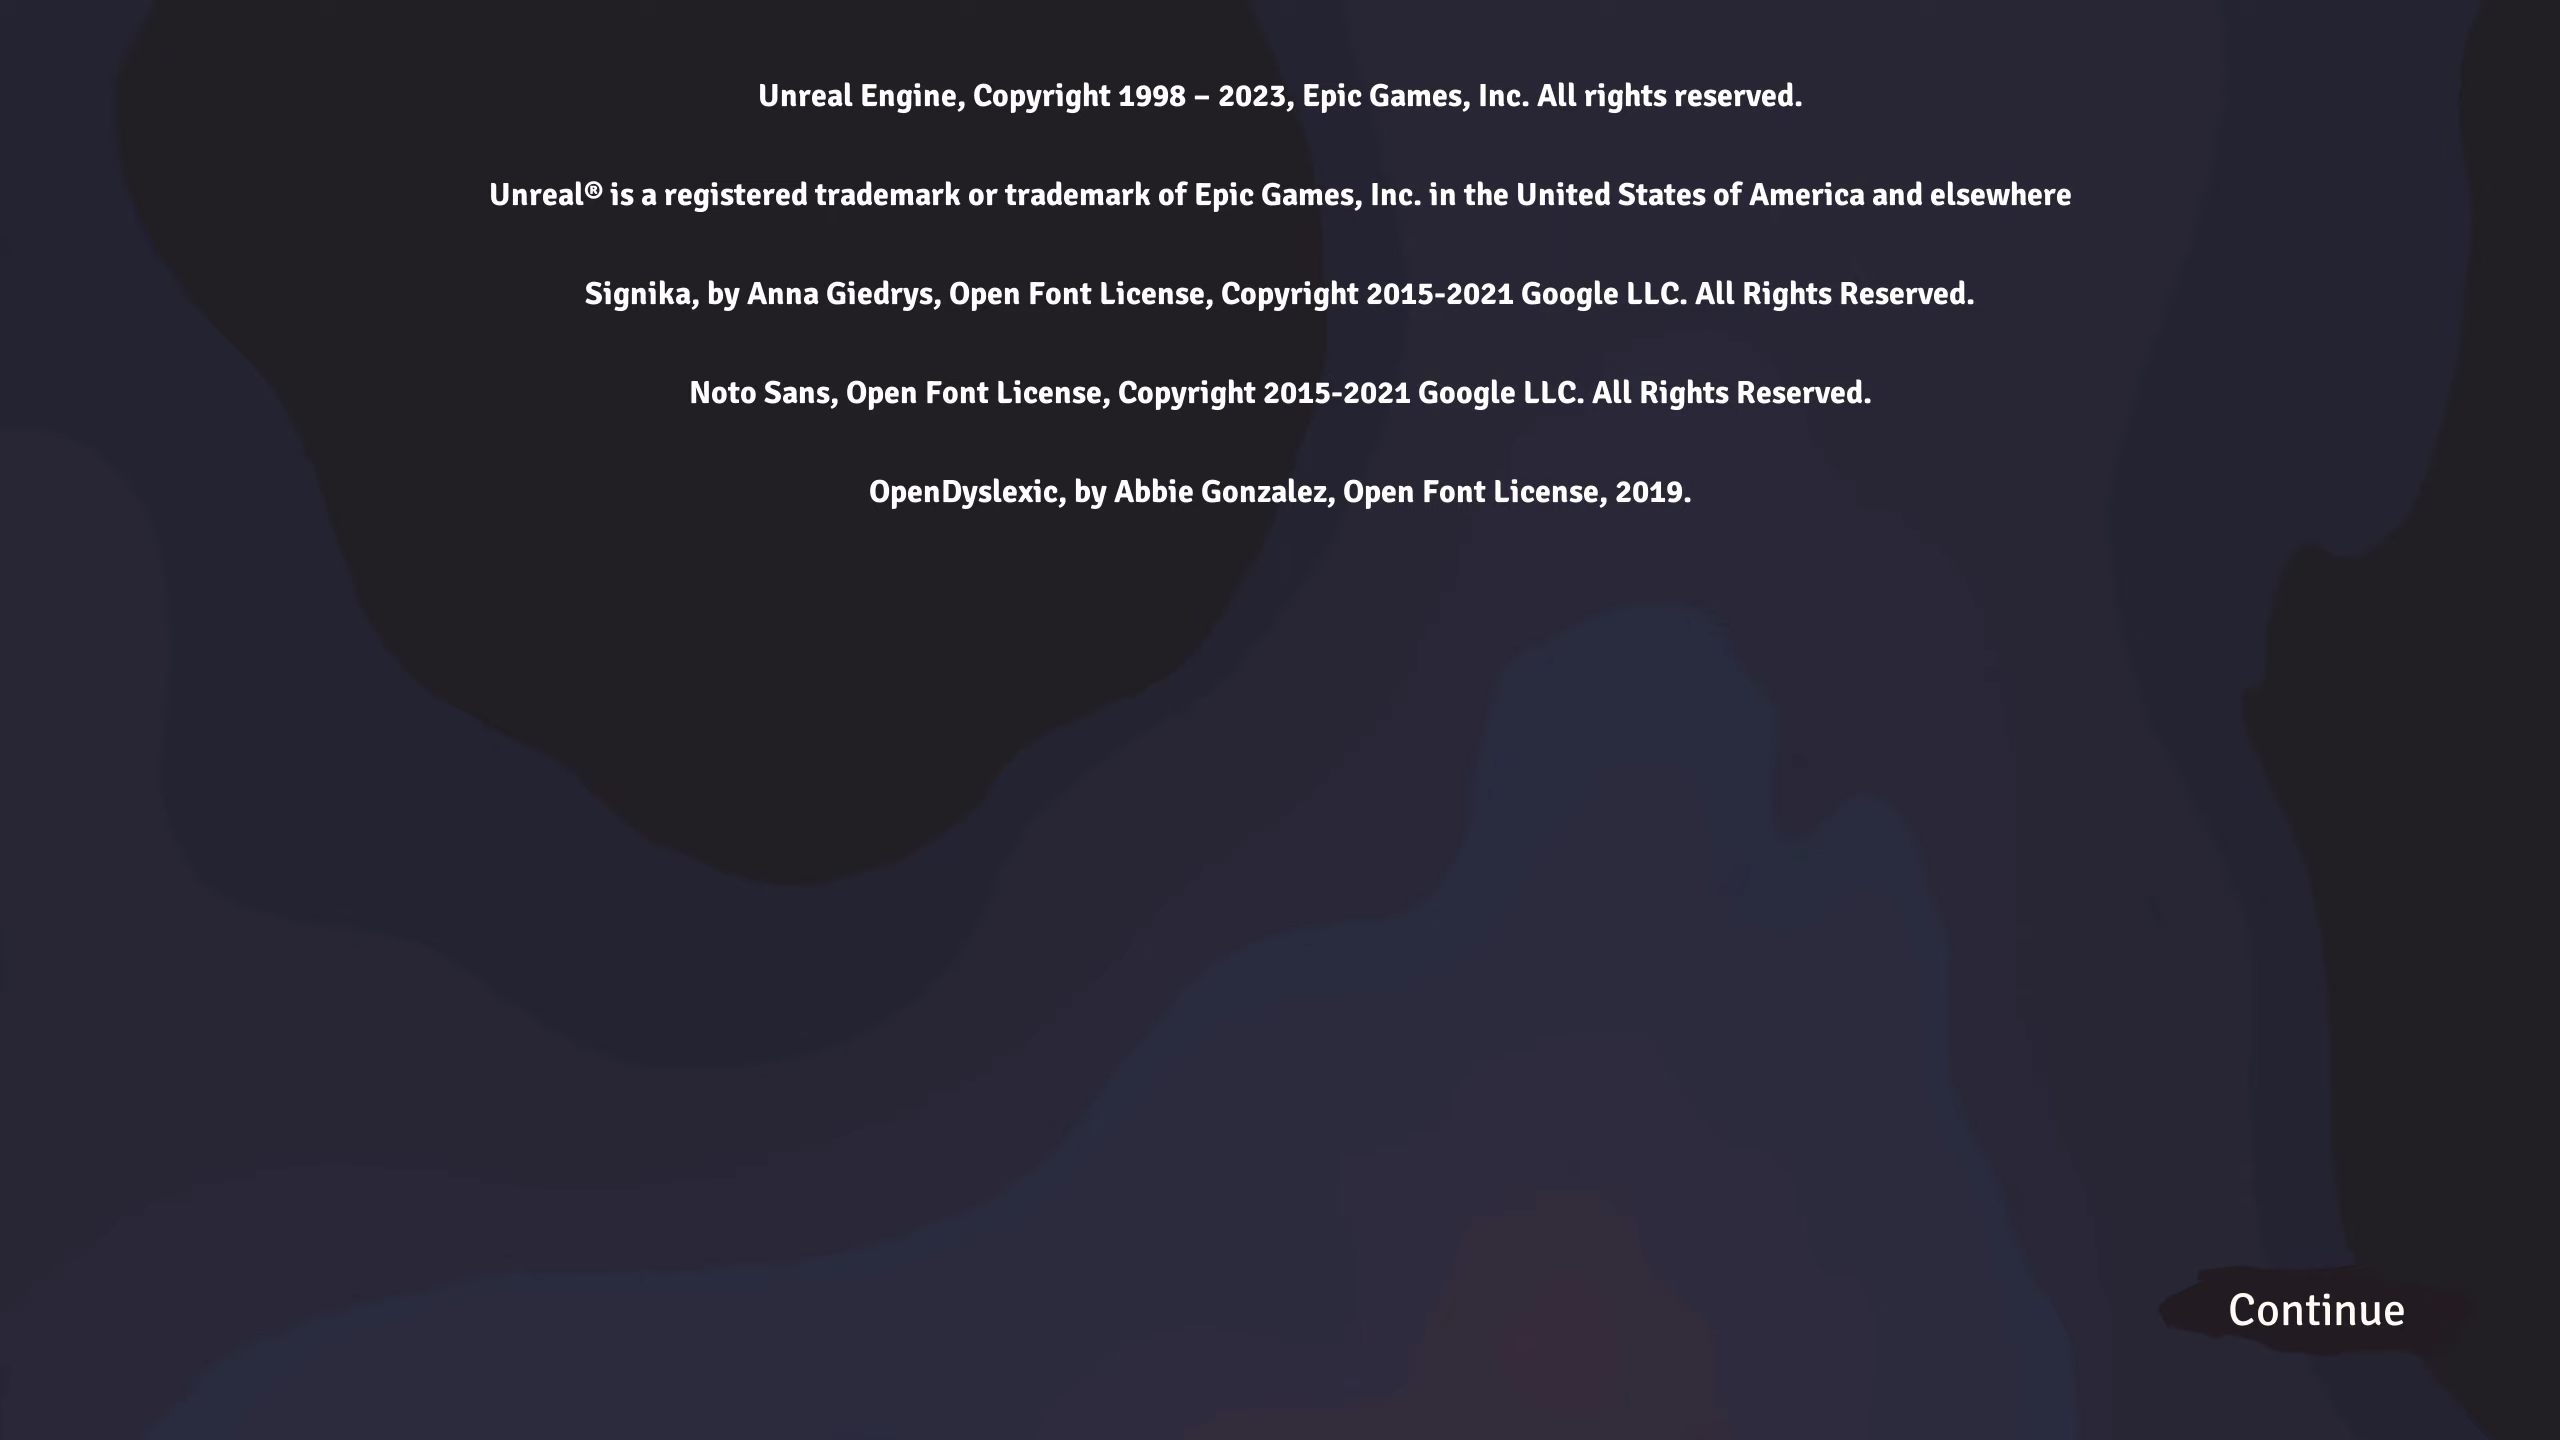 Unreal Engine, Copyright 1998 – 2023, Epic Games, Inc. All rights reserved.
Unreal® is a registered trademark or trademark of Epic Games, Inc. in the United States of America and elsewhere
Signika, by Anna Giedrys, Open Font License, Copyright 2015-2021 Google LLC. All Rights Reserved.
Noto Sans, Open Font License, Copyright 2015-2021 Google LLC. All Rights Reserved.
OpenDyslexic, by Abbie Gonzalez, Open Font License, 2019.
Continue